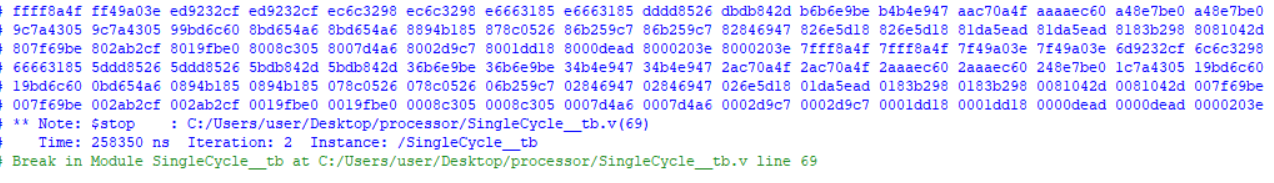 # ffff8a4f ff49a03e ed9232cf ed9232cf ec6c3298 ec6c3298 e6663185 e6663185 dddd8526 dbdb842d b6b6e9be b4b4e947 aac70a4f aaaaec60 a48e7be0 a48e7be0
# 9c7a4305 9c7a4305 99bd6c60 8bd654a6 8bd654a6 8894b185 878c0526 86b259c7 86b259c7 82846947 826e5d18 826e5d18 81da5ead 81da5ead 8183b298 8081042d
# 807f69be 802ab2cf 8019fbe0 8008c305 8007d4a6 8002d9c7 8001dd18 8000dead 8000203e 8000203e 7fff8a4f 7fff8a4f 7f49a03e 7f49a03e 6d9232cf 6c6c3298
# 66663185 5ddd8526 5ddd8526 5bdb842d 5bdb842d 36b6e9be 36b6e9be 34b4e947 34b4e947 2ac70a4f 2ac70a4f 2aaaec60 2aaaec60 248e7be0 1c7a4305 19bd6c60
# 19bd6c60 0bd654a6 0894b185 0894b185 078c0526 078c0526 06b259c7 02846947 02846947 026e5d18 01da5ead 0183b298 0183b298 0081042d 0081042d 007f69be
# 007f69be 002ab2cf 002ab2cf 0019fbe0 0019fbe0 0008c305 0008c305 0007d4a6 0007d4a6 0002d9c7 0002d9c7 0001dd18 0001dd18 0000dead 0000dead 0000203e
# ** Note: $stop    : C:/Users/user/Desktop/processor/SingleCycle__tb.v(69)
#    Time: 258350 ns  Iteration: 2  Instance: /SingleCycle__tb
# Break in Module SingleCycle__tb at C:/Users/user/Desktop/processor/SingleCycle__tb.v line 69